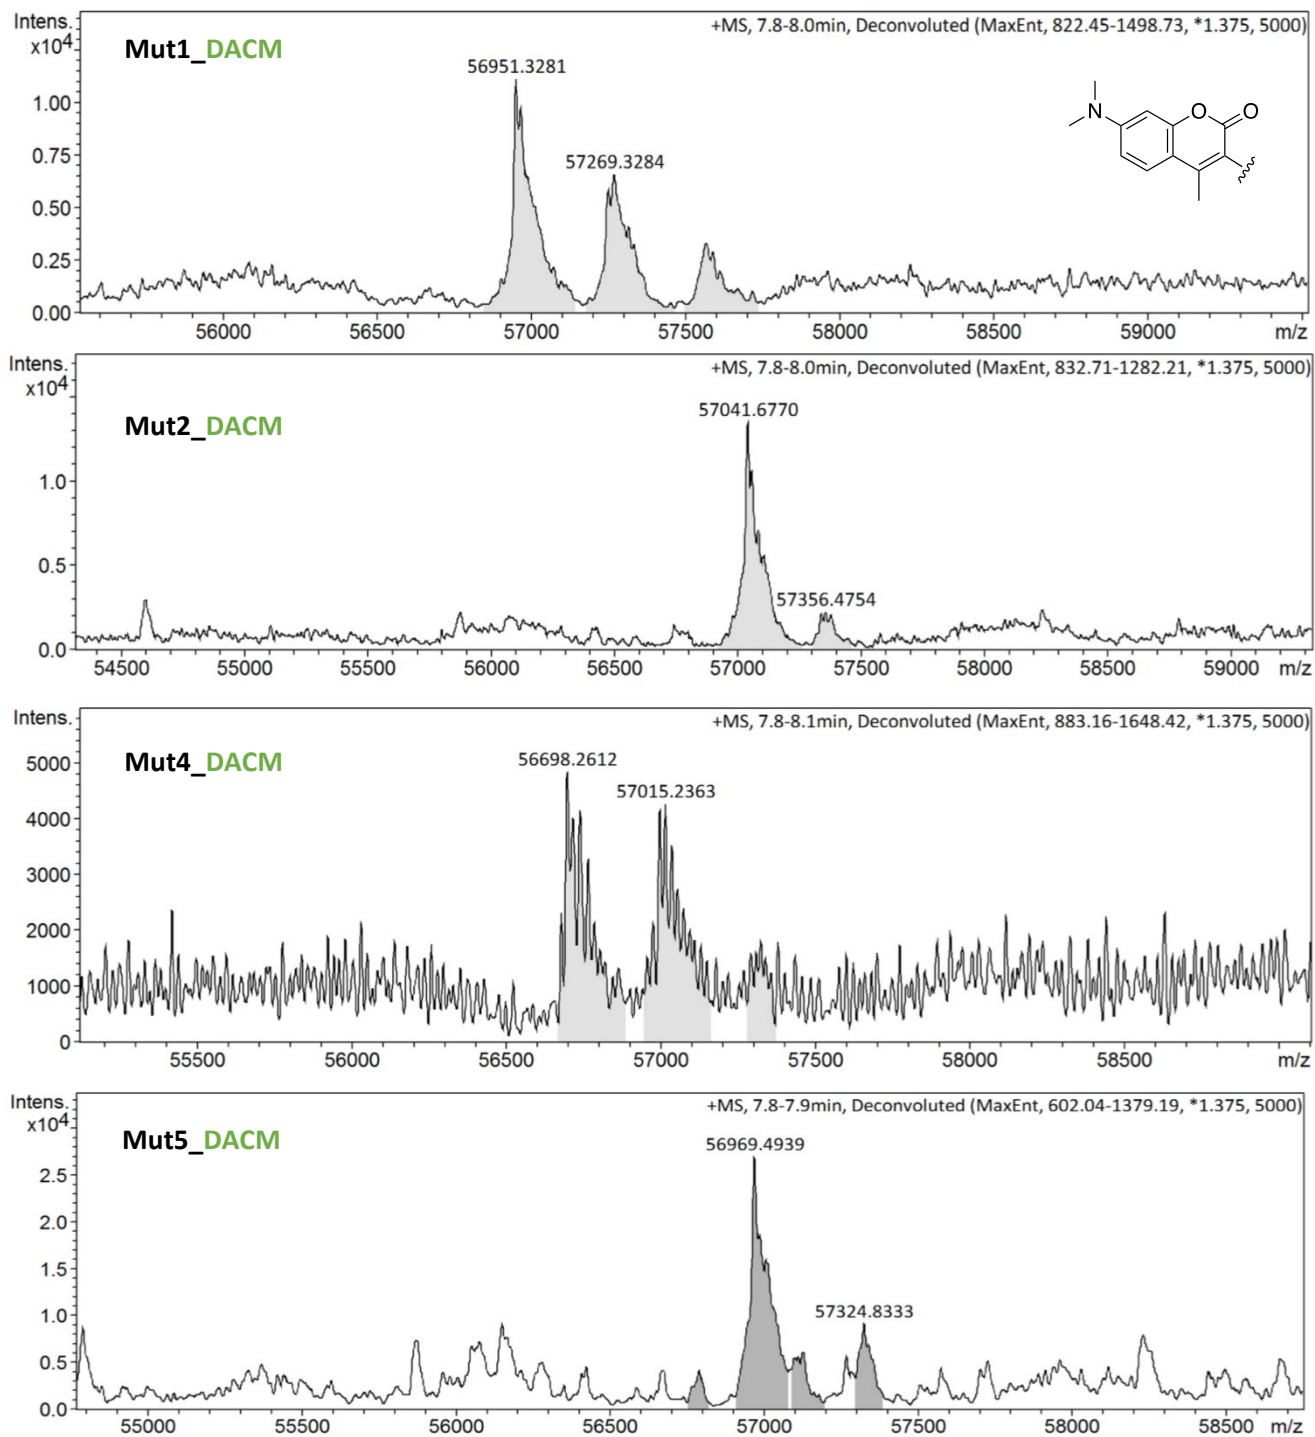 Intens.
x10⁴
+MS, 7.8-8.0min, Deconvoluted (MaxEnt, 822.45-1498.73, *1.375, 5000)
Mut1_DACM
56951.3281
57269.3284
N
O
O
1.00
0.75
0.50
0.25
0.00
56000 56500 57000 57500 58000 58500 59000 m/z
Intens.
x10⁴
+MS, 7.8-8.0min, Deconvoluted (MaxEnt, 832.71-1282.21, *1.375, 5000)
Mut2_DACM
57041.6770
57356.4754
1.0
0.5
0.0
54500 55000 55500 56000 56500 57000 57500 58000 58500 59000 m/z
Intens.
+MS, 7.8-8.1min, Deconvoluted (MaxEnt, 883.16-1648.42, *1.375, 5000)
Mut4_DACM
56698.2612
57015.2363
5000
4000
3000
2000
1000
0
55500 56000 56500 57000 57500 58000 58500 m/z
Intens.
x10⁴
+MS, 7.8-7.9min, Deconvoluted (MaxEnt, 602.04-1379.19, *1.375, 5000)
Mut5_DACM
56969.4939
57324.8333
2.5
2.0
1.5
1.0
0.5
0.0
55000 55500 56000 56500 57000 57500 58000 58500 m/z